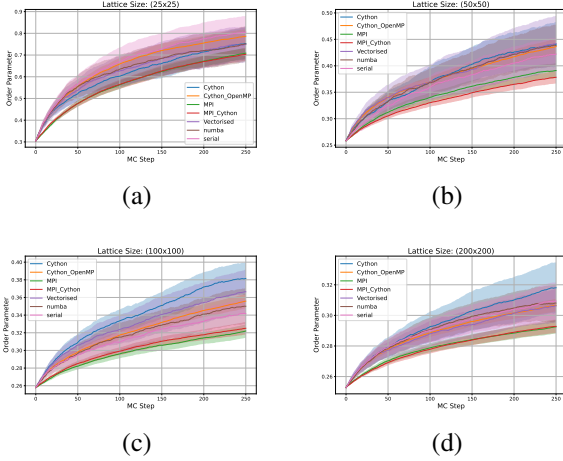 Lattice Size: (25x25)
Order Parameter
0.9
0.8
0.7
0.6
0.5
0.4
0.3
Cython
Cython_OpenMP
MPI
MPI_Cython
Vectorised
numba
serial
0 50 100 150 200 250
MC Step
(a)
Lattice Size: (50x50)
Order Parameter
0.50
0.45
0.40
0.35
0.30
0.25
Cython
Cython_OpenMP
MPI
MPI_Cython
Vectorised
numba
serial
0 50 100 150 200 250
MC Step
(b)
Lattice Size: (100x100)
Order Parameter
0.40
0.38
0.36
0.34
0.32
0.30
0.28
0.26
Cython
Cython_OpenMP
MPI
MPI_Cython
Vectorised
numba
serial
0 50 100 150 200 250
MC Step
(c)
Lattice Size: (200x200)
Order Parameter
0.32
0.30
0.28
0.26
Cython
Cython_OpenMP
MPI
MPI_Cython
Vectorised
numba
serial
0 50 100 150 200 250
MC Step
(d)